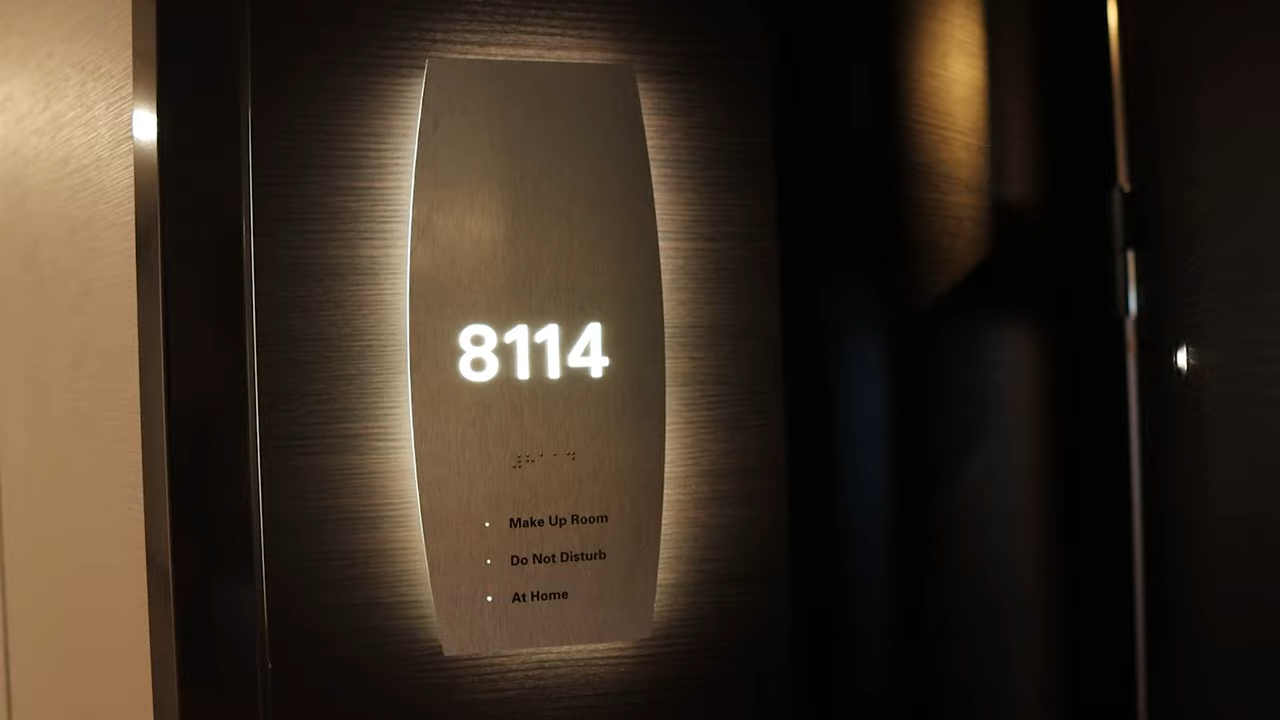 8114
⠼⠓⠁⠁⠙
Make Up Room
Do Not Disturb
At Home